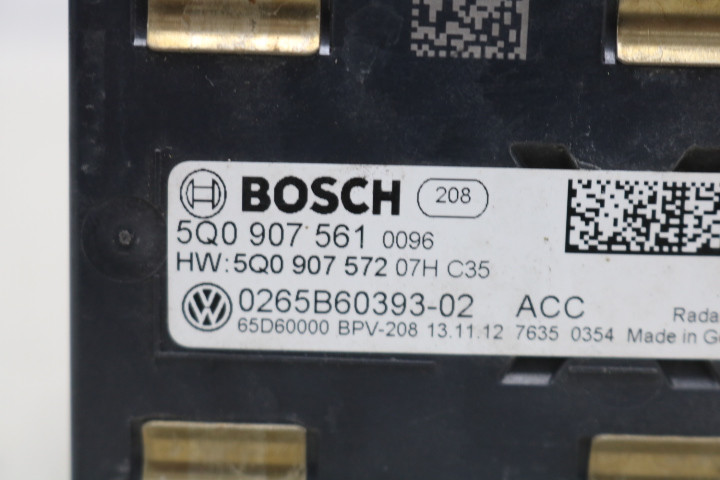 BOSCH 208
5Q0 907 561 0096
HW: 5Q0 907 572 07H C35
0265B60393-02 ACC
65D60000 BPV-208 13.11.12 7635 0354 Made in